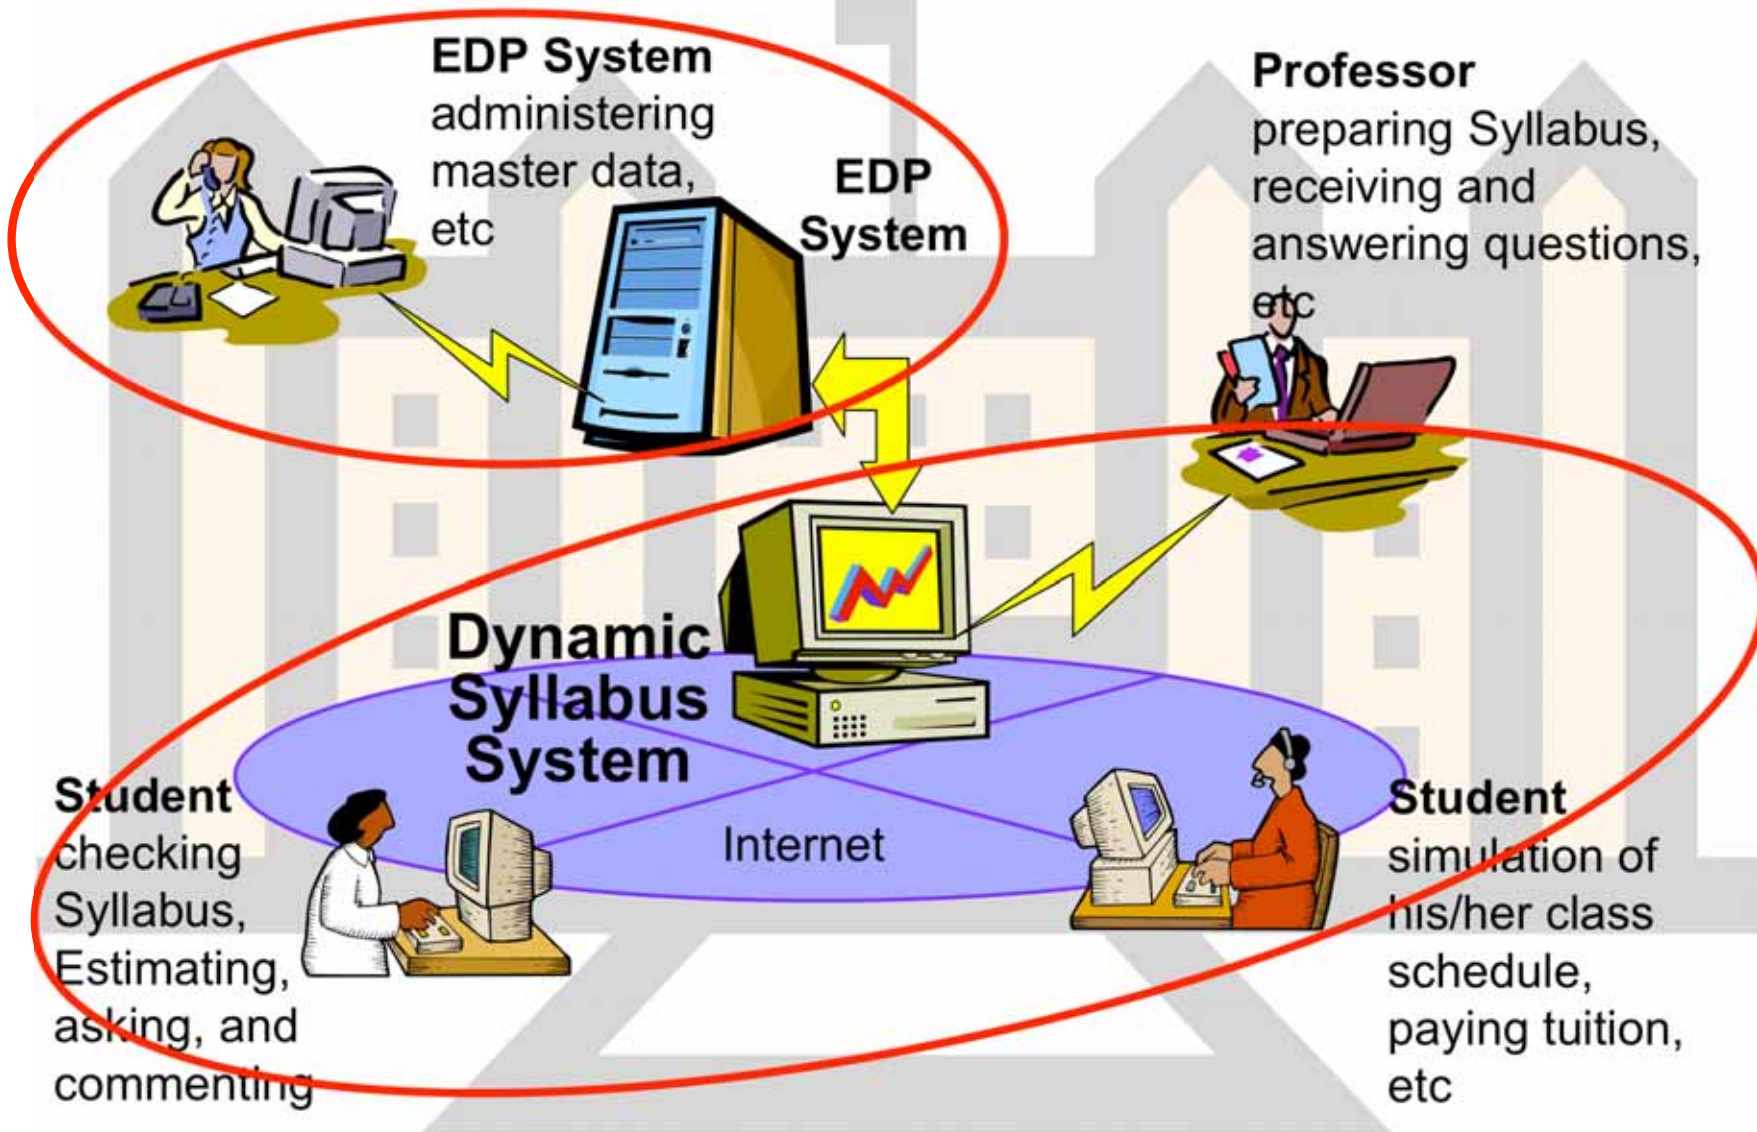 EDP System
administering
master data,
etc
EDP
System
Professor
preparing Syllabus,
receiving and
answering questions,
etc
Dynamic
Syllabus
System
Internet
Student
checking
Syllabus,
Estimating,
asking, and
commenting
Student
simulation of
his/her class
schedule,
paying tuition,
etc